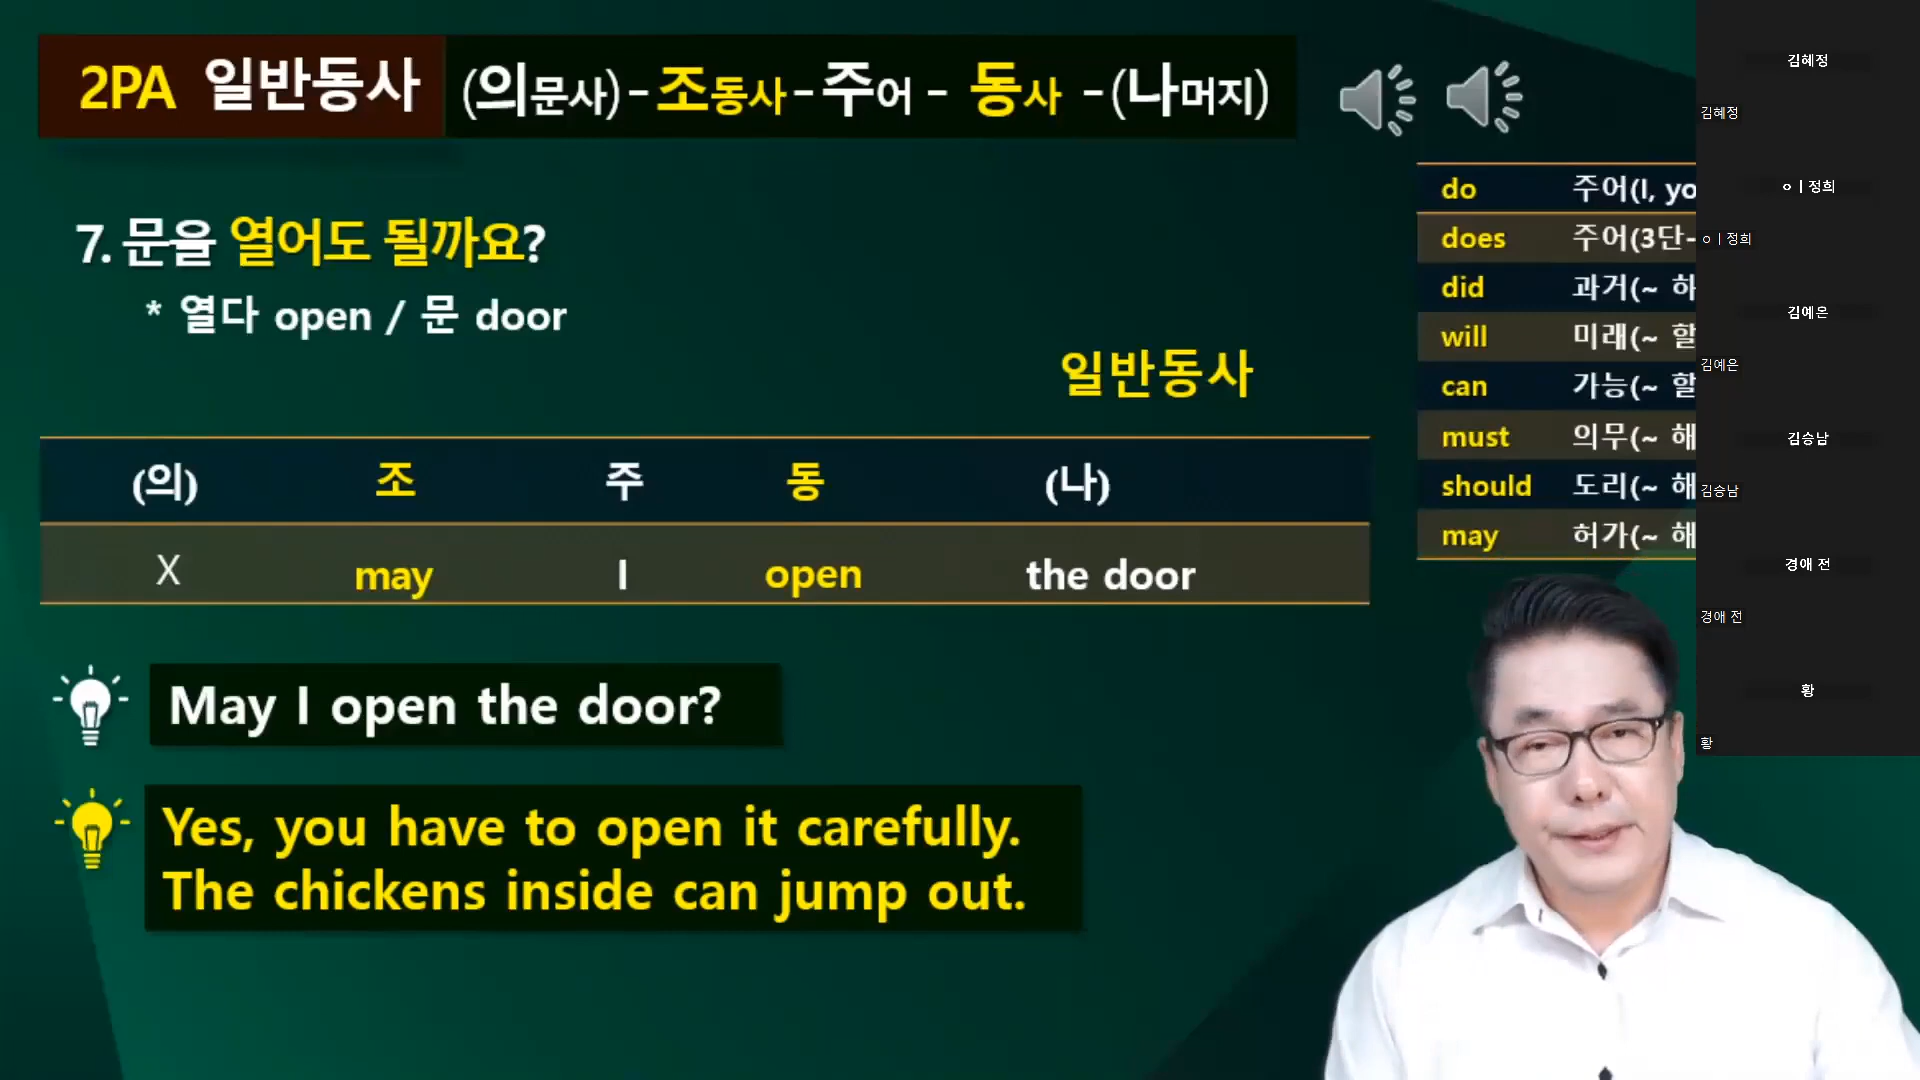 2PA 일반동사 (의문사)-조동사-주어 - 동사 -(나머지)
7. 문을 열어도 될까요?
* 열다 open / 문 door
일반동사
(의) 조 주 동 (나)
X may I open the door
May I open the door?
Yes, you have to open it carefully.
The chickens inside can jump out.
do 주어(I, yo
does 주어(3단-
did 과거(~ 하
will 미래(~ 할
can 가능(~ 할
must 의무(~ 해
should 도리(~ 해
may 허가(~ 해
김혜정
김혜정
ㅇㅣ정희
ㅇㅣ정희
김예은
김예은
김승남
김승남
경애 전
경애 전
황
황